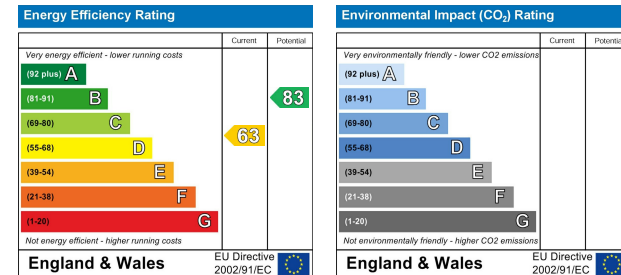 Energy Efficiency Rating
Current Potential
Very energy efficient - lower running costs
(92 plus) A
(81-91) B
83
(69-80) C
63
(55-68) D
(39-54) E
(21-38) F
(1-20) G
Not energy efficient - higher running costs
England & Wales
EU Directive
2002/91/EC
Environmental Impact (CO₂) Rating
Current Potentia
Very environmentally friendly - lower CO2 emissions
(92 plus) A
(81-91) B
(69-80) C
(55-68) D
(39-54) E
(21-38) F
(1-20) G
Not environmentally friendly - higher CO2 emissions
England & Wales
EU Directive
2002/91/EC